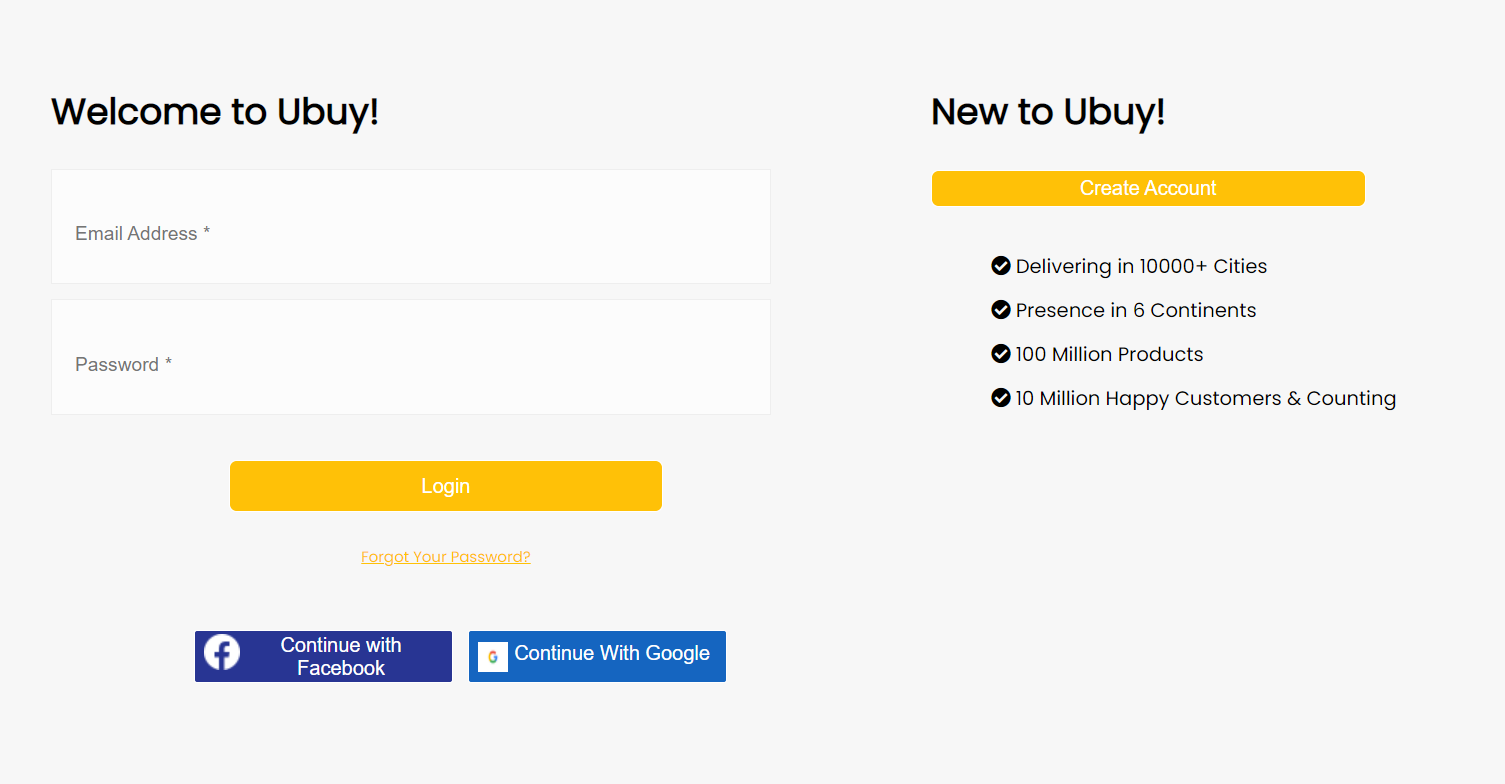 Welcome to Ubuy!
Email Address *
Password *
Login
Forgot Your Password?
Continue with
Facebook
Continue With Google
New to Ubuy!
Create Account
Delivering in 10000+ Cities
Presence in 6 Continents
100 Million Products
10 Million Happy Customers & Counting